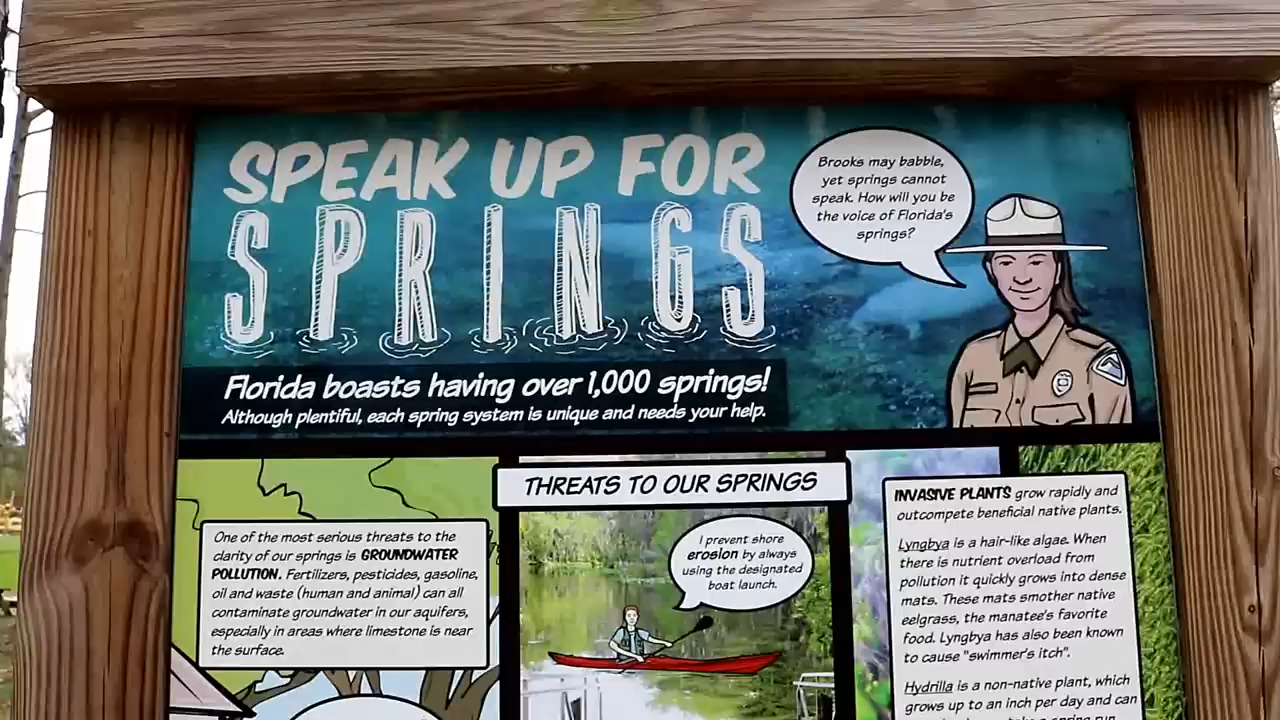 SPEAK UP FOR
SPRINGS
Brooks may babble,
yet springs cannot
speak. How will you be
the voice of Florida's
springs?
Florida boasts having over 1,000 springs!
Although plentiful, each spring system is unique and needs your help.
THREATS TO OUR SPRINGS
One of the most serious threats to the
clarity of our springs is GROUNDWATER
POLLUTION. Fertilizers, pesticides, gasoline,
oil and waste (human and animal) can all
contaminate groundwater in our aquifers,
especially in areas where limestone is near
the surface.
I prevent shore
erosion by always
using the designated
boat launch.
INVASIVE PLANTS grow rapidly and
outcompete beneficial native plants.
Lyngbya is a hair-like algae. When
there is nutrient overload from
pollution it quickly grows into dense
mats. These mats smother native
eelgrass, the manatee's favorite
food. Lyngbya has also been known
to cause "swimmer's itch".
Hydrilla is a non-native plant, which
grows up to an inch per day and can